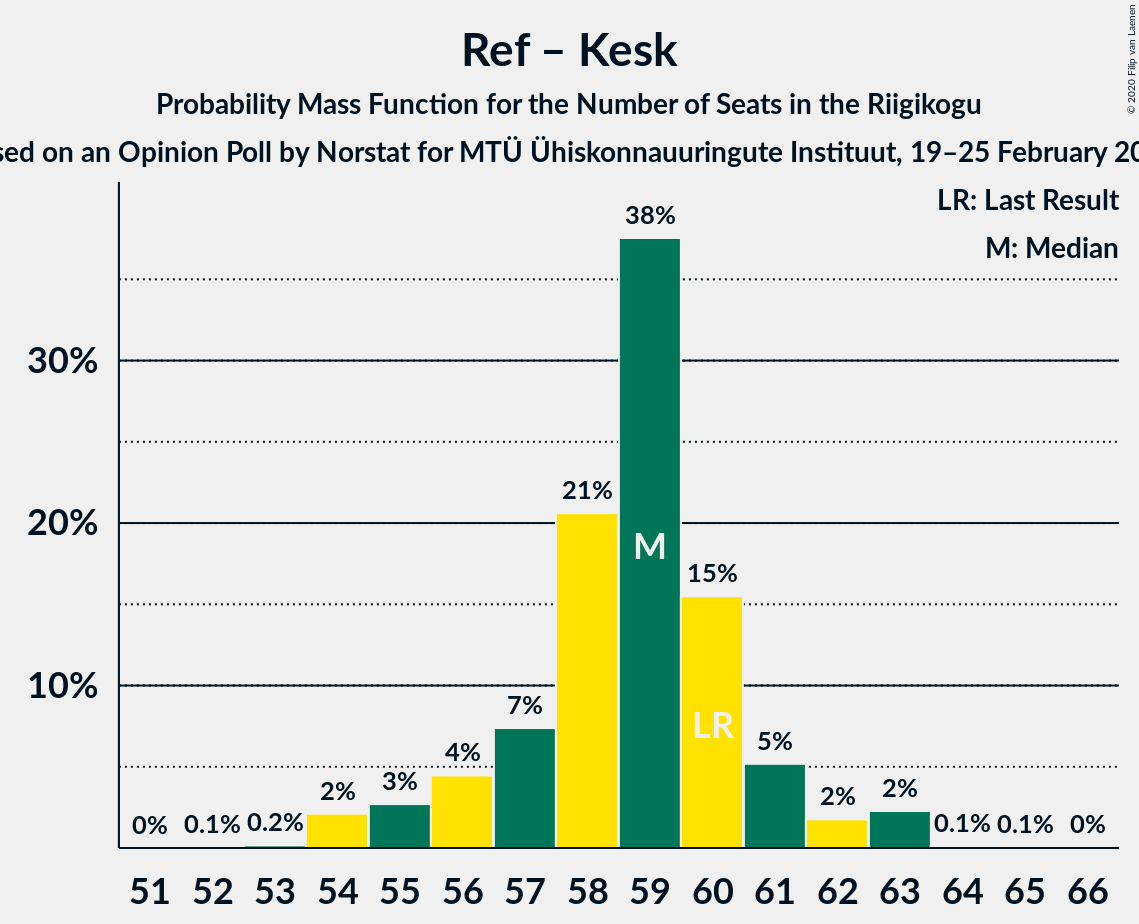 Ref – Kesk
Probability Mass Function for the Number of Seats in the Riigikogu
sed on an Opinion Poll by Norstat for MTÜ Ühiskonnauuringute Instituut, 19–25 February 20
© 2020 Filip van Laenen
LR: Last Result
M: Median
30%
20%
10%
0%
0.1%
0.2%
2%
3%
4%
7%
21%
38%
15%
5%
2%
2%
0.1%
0.1%
0%
M
LR
51 52 53 54 55 56 57 58 59 60 61 62 63 64 65 66